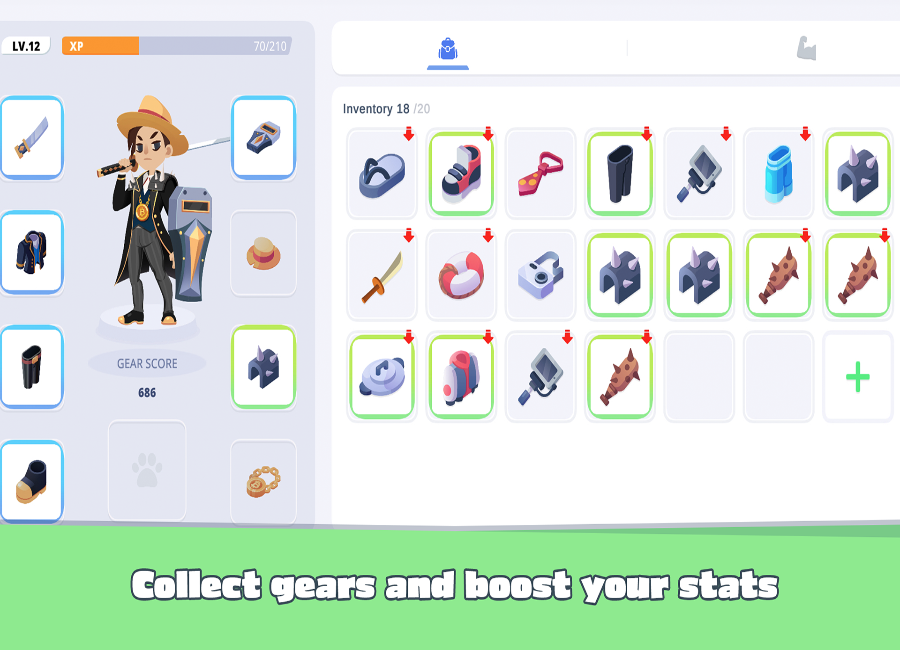 LV.12
XP
70/210
Inventory 18 /20
GEAR SCORE
686
Collect gears and boost your stats